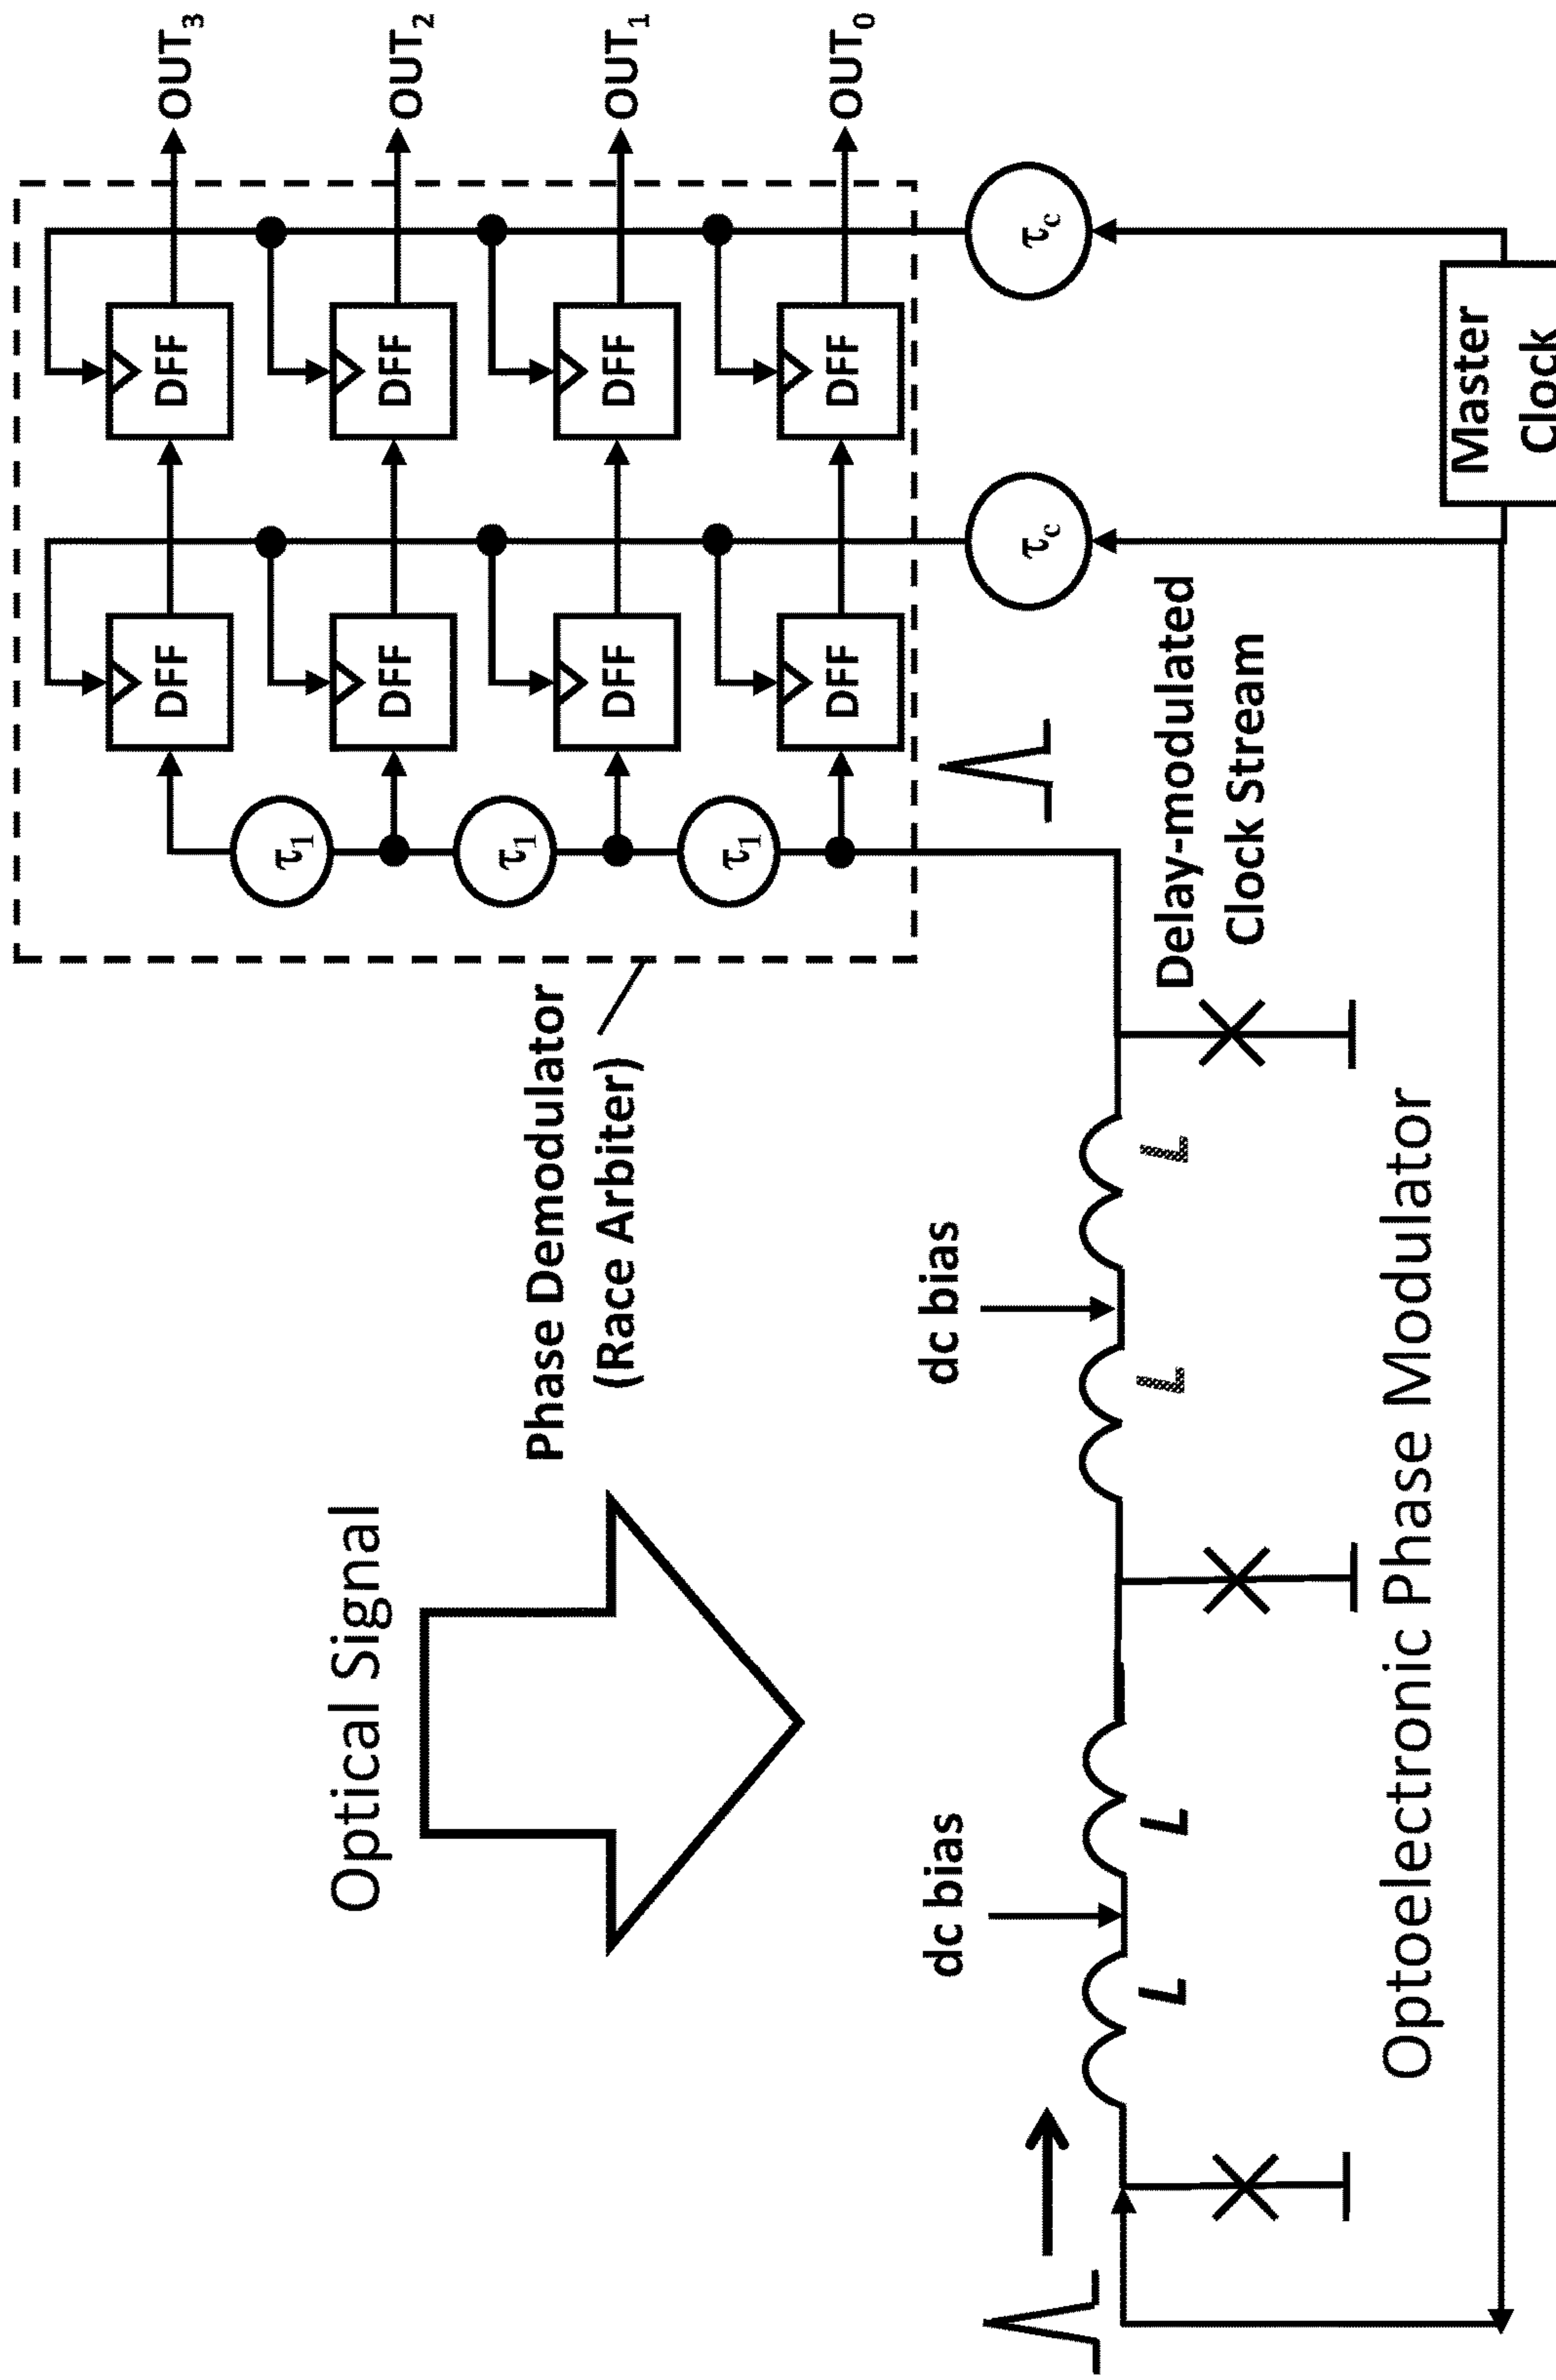 Optical Signal
Phase Demodulator
(Race Arbiter)
OUT3
OUT2
OUT1
OUT0
DFF
DFF
DFF
DFF
DFF
DFF
DFF
DFF
τ1
τ1
τ1
τc
τc
dc bias
dc bias
L
L
L
L
Delay-modulated
Clock Stream
Optoelectronic Phase Modulator
Master
Clock